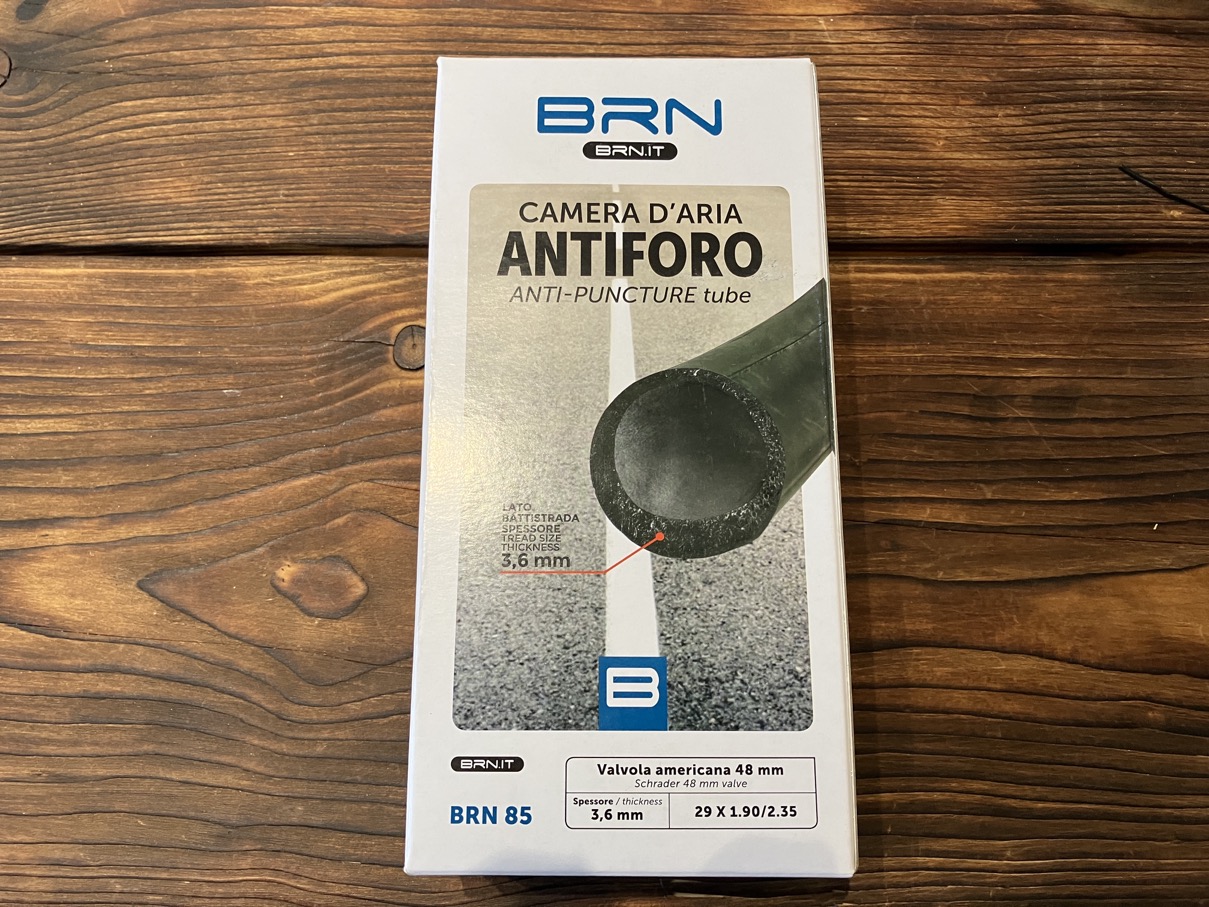 BRN
BRN.IT
CAMERA D'ARIA
ANTIFORO
ANTI-PUNCTURE tube
LATO
BATTISTRADA
SPESSORE
TREAD SIZE
THICKNESS
3,6 mm
B
BRN.IT
BRN 85
Valvola americana 48 mm
Schrader 48 mm valve
Spessore / thickness
3,6 mm
29 X 1.90/2.35